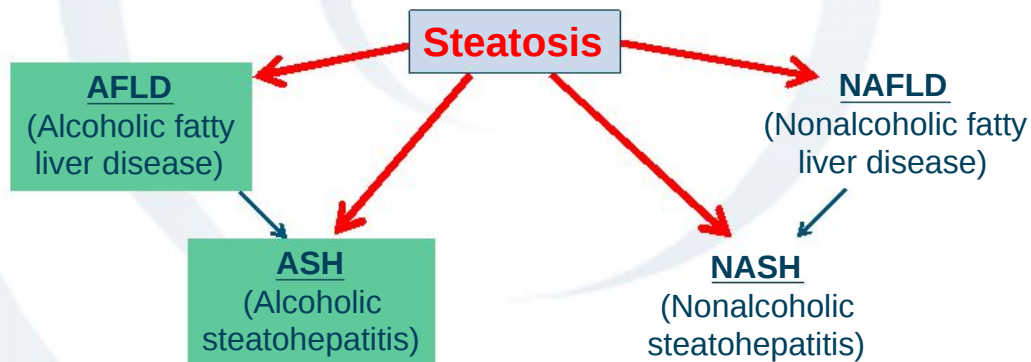 Steatosis
AFLD
(Alcoholic fatty
liver disease)
NAFLD
(Nonalcoholic fatty
liver disease)
ASH
(Alcoholic
steatohepatitis)
NASH
(Nonalcoholic
steatohepatitis)